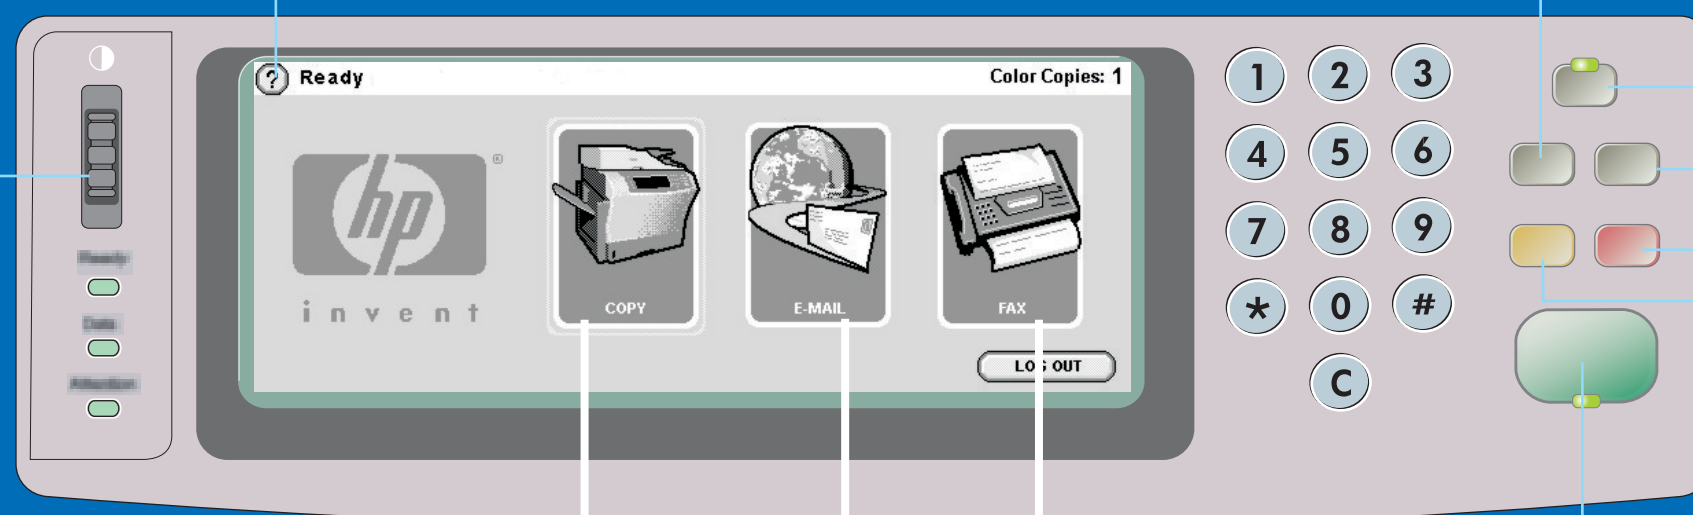 ? Ready
Color Copies: 1
hp
®
invent
COPY
E-MAIL
FAX
LOG OUT
1 2 3
4 5 6
7 8 9
* 0 #
C